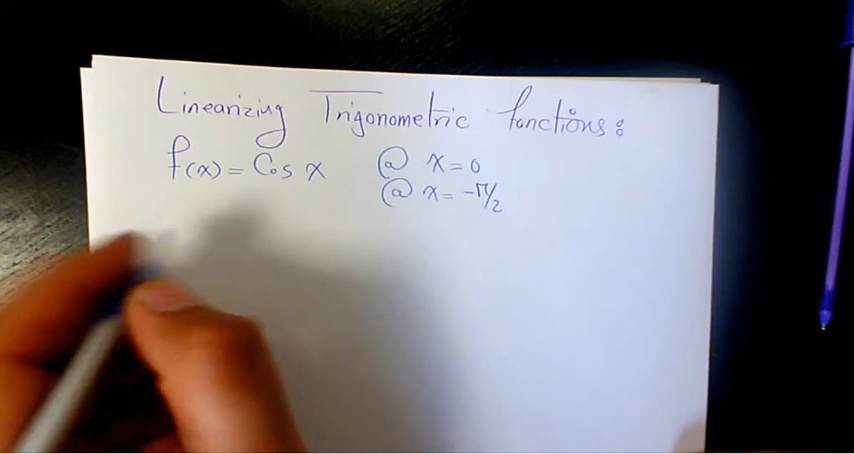 Linearizing Trigonometric functions:
f(x) = Cos x @ x = 0
@ x = -π/2